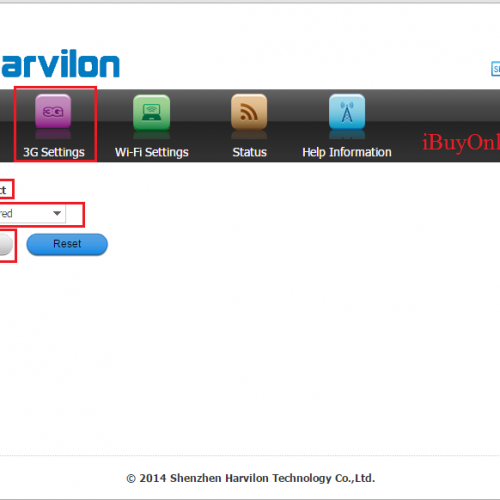 arvilon
3G
3G Settings Wi-Fi Settings Status Help Information
iBuyOnl
ct
red
Reset
© 2014 Shenzhen Harvilon Technology Co.,Ltd.